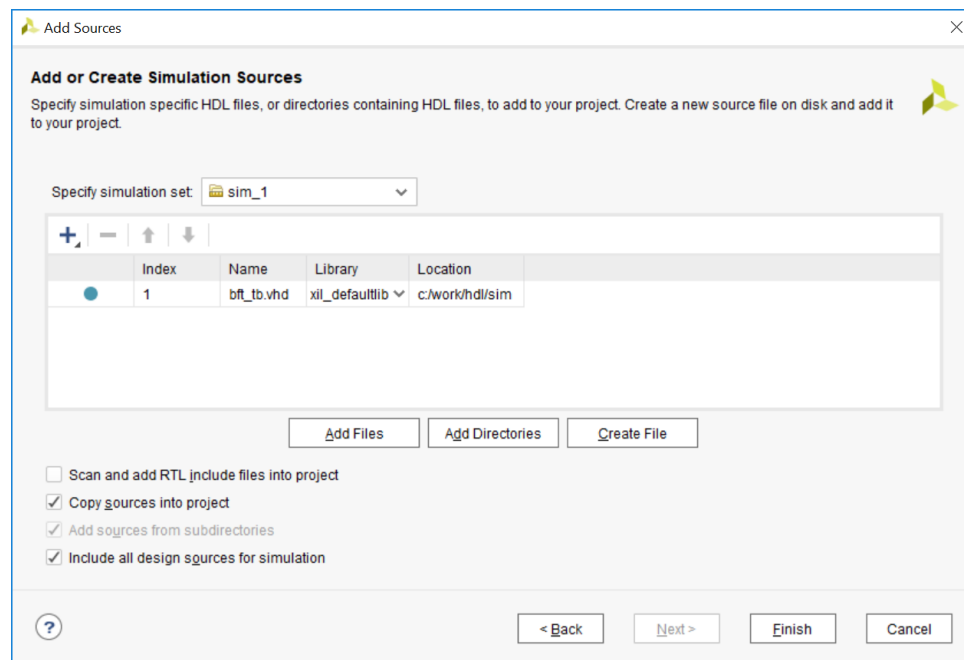 Add Sources
Add or Create Simulation Sources
Specify simulation specific HDL files, or directories containing HDL files, to add to your project. Create a new source file on disk and add it
to your project.
Specify simulation set: sim_1
Index Name Library Location
1 bft_tb.vhd xil_defaultlib c:/work/hdl/sim
Add Files Add Directories Create File
Scan and add RTL include files into project
Copy sources into project
Add sources from subdirectories
Include all design sources for simulation
? < Back Next > Finish Cancel